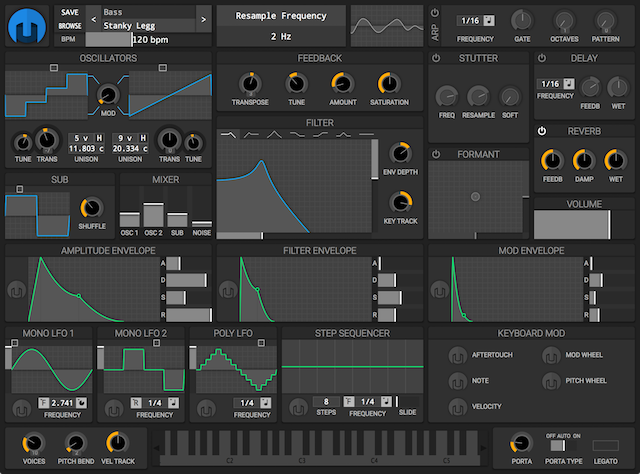 SAVE
BROWSE
BPM
<
Bass
>
Stanky Legg
120 bpm
Resample Frequency
2 Hz
ARP
1/16
FREQUENCY
GATE
OCTAVES
PATTERN
OSCILLATORS
MOD
TUNE
TRANS
5 v H
11.803 c
UNISON
9 v H
20.334 c
UNISON
TRANS
TUNE
FEEDBACK
TRANSPOSE
TUNE
AMOUNT
SATURATION
STUTTER
FREQ
RESAMPLE
SOFT
DELAY
1/16
FREQUENCY
FEEDB
WET
FILTER
ENV DEPTH
KEY TRACK
FORMANT
REVERB
FEEDB
DAMP
WET
SUB
SHUFFLE
MIXER
OSC 1
OSC 2
SUB
NOISE
VOLUME
AMPLITUDE ENVELOPE
A
D
S
R
FILTER ENVELOPE
A
D
S
R
MOD ENVELOPE
A
D
S
R
MONO LFO 1
F 2.741
FREQUENCY
MONO LFO 2
R 1/4
FREQUENCY
POLY LFO
1/4
FREQUENCY
STEP SEQUENCER
8
STEPS
F 1/4
FREQUENCY
SLIDE
KEYBOARD MOD
AFTERTOUCH
MOD WHEEL
NOTE
PITCH WHEEL
VELOCITY
VOICES
PITCH BEND
VEL TRACK
C2
C3
C4
C5
PORTA
OFF AUTO ON
PORTA TYPE
LEGATO